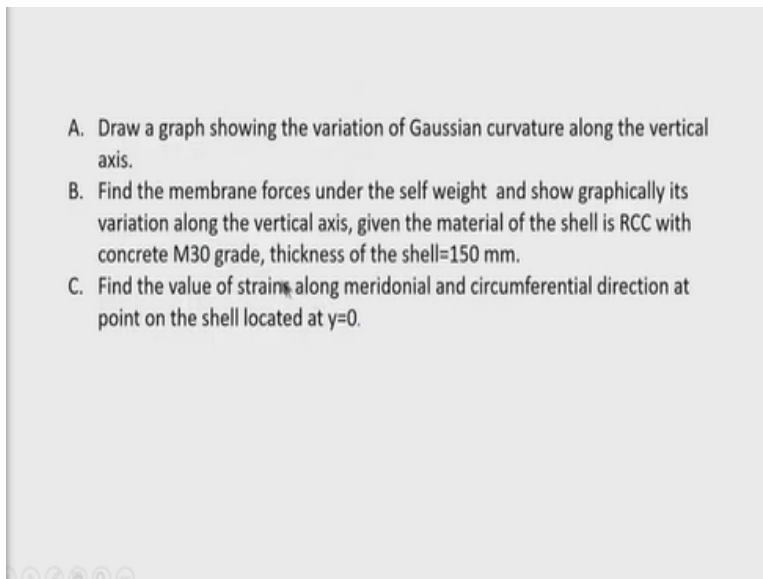 A. Draw a graph showing the variation of Gaussian curvature along the vertical
axis.
B. Find the membrane forces under the self weight and show graphically its
variation along the vertical axis, given the material of the shell is RCC with
concrete M30 grade, thickness of the shell=150 mm.
C. Find the value of strains along meridonial and circumferential direction at
point on the shell located at y=0.